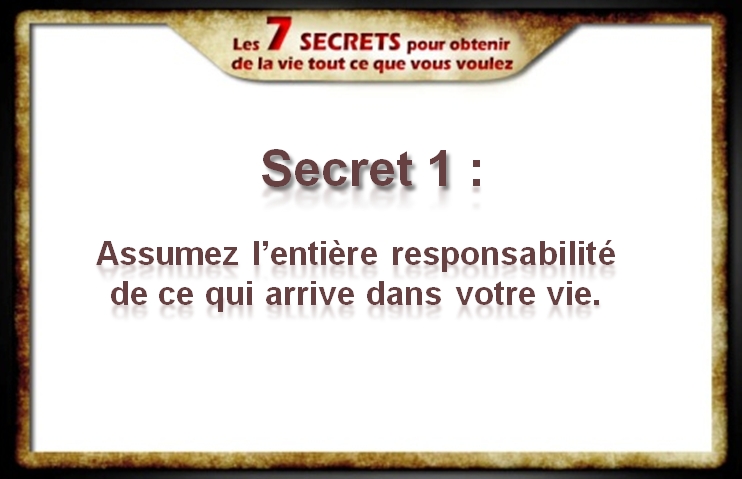 Les 7 SECRETS pour obtenir
de la vie tout ce que vous voulez
Secret 1 :
Assumez l’entière responsabilité
de ce qui arrive dans votre vie.